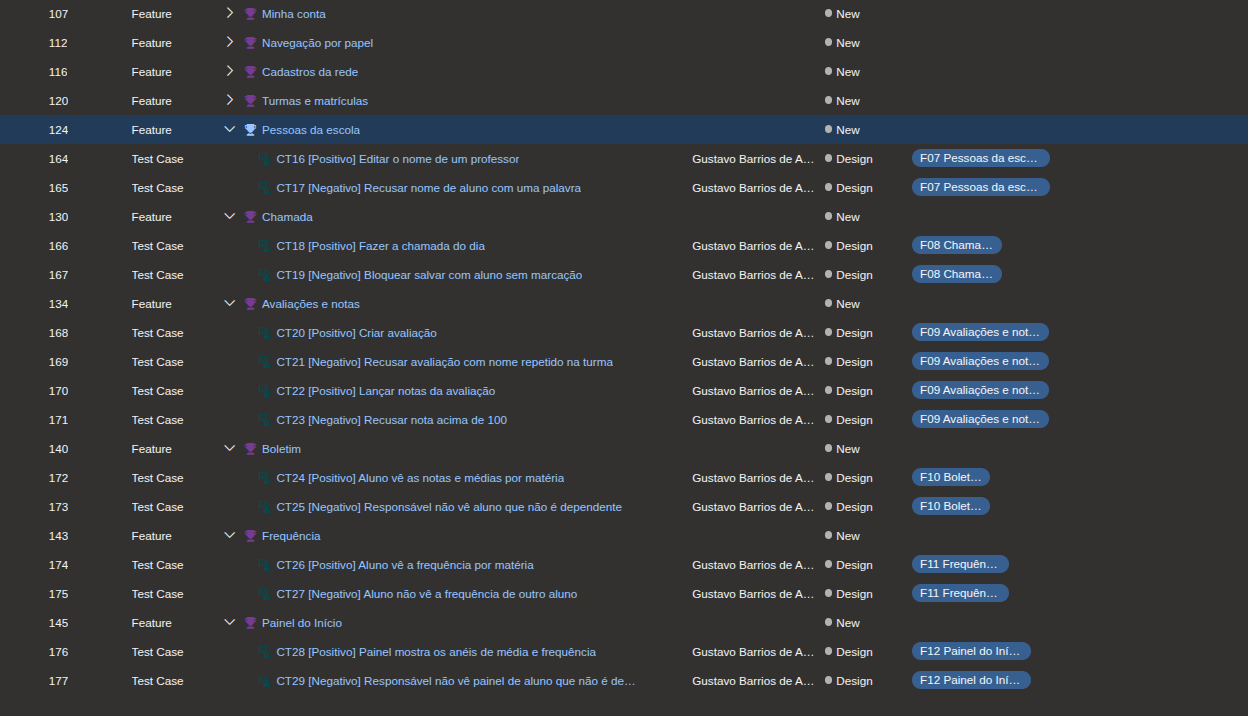 107 Feature Minha conta New
112 Feature Navegação por papel New
116 Feature Cadastros da rede New
120 Feature Turmas e matrículas New
124 Feature Pessoas da escola New
164 Test Case CT16 [Positivo] Editar o nome de um professor Gustavo Barrios de A… Design F07 Pessoas da esc…
165 Test Case CT17 [Negativo] Recusar nome de aluno com uma palavra Gustavo Barrios de A… Design F07 Pessoas da esc…
130 Feature Chamada New
166 Test Case CT18 [Positivo] Fazer a chamada do dia Gustavo Barrios de A… Design F08 Chama…
167 Test Case CT19 [Negativo] Bloquear salvar com aluno sem marcação Gustavo Barrios de A… Design F08 Chama…
134 Feature Avaliações e notas New
168 Test Case CT20 [Positivo] Criar avaliação Gustavo Barrios de A… Design F09 Avaliações e not…
169 Test Case CT21 [Negativo] Recusar avaliação com nome repetido na turma Gustavo Barrios de A… Design F09 Avaliações e not…
170 Test Case CT22 [Positivo] Lançar notas da avaliação Gustavo Barrios de A… Design F09 Avaliações e not…
171 Test Case CT23 [Negativo] Recusar nota acima de 100 Gustavo Barrios de A… Design F09 Avaliações e not…
140 Feature Boletim New
172 Test Case CT24 [Positivo] Aluno vê as notas e médias por matéria Gustavo Barrios de A… Design F10 Bolet…
173 Test Case CT25 [Negativo] Responsável não vê aluno que não é dependente Gustavo Barrios de A… Design F10 Bolet…
143 Feature Frequência New
174 Test Case CT26 [Positivo] Aluno vê a frequência por matéria Gustavo Barrios de A… Design F11 Frequên…
175 Test Case CT27 [Negativo] Aluno não vê a frequência de outro aluno Gustavo Barrios de A… Design F11 Frequên…
145 Feature Painel do Início New
176 Test Case CT28 [Positivo] Painel mostra os anéis de média e frequência Gustavo Barrios de A… Design F12 Painel do Iní…
177 Test Case CT29 [Negativo] Responsável não vê painel de aluno que não é de… Gustavo Barrios de A… Design F12 Painel do Iní…